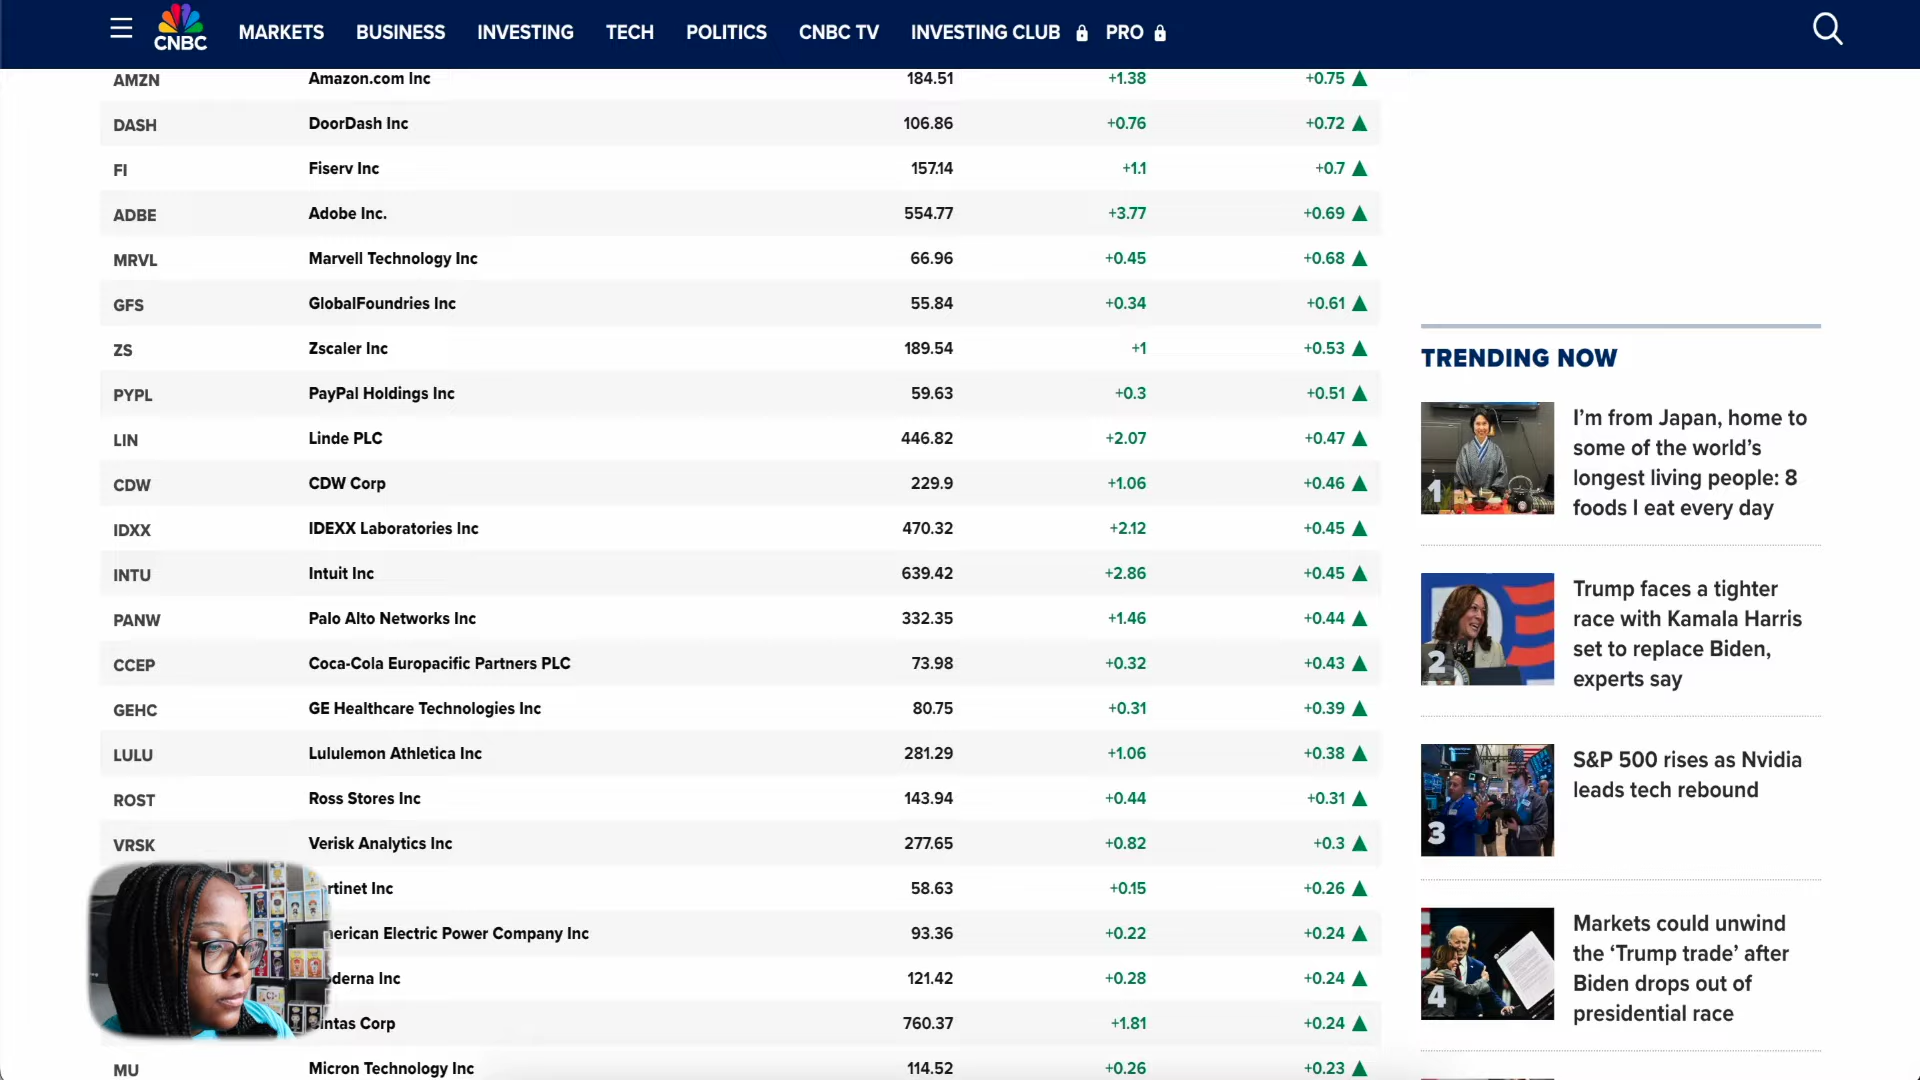 CNBC
MARKETS BUSINESS INVESTING TECH POLITICS CNBC TV INVESTING CLUB PRO
AMZN Amazon.com Inc 184.51 +1.38 +0.75
DASH DoorDash Inc 106.86 +0.76 +0.72
FI Fiserv Inc 157.14 +1.1 +0.7
ADBE Adobe Inc. 554.77 +3.77 +0.69
MRVL Marvell Technology Inc 66.96 +0.45 +0.68
GFS GlobalFoundries Inc 55.84 +0.34 +0.61
ZS Zscaler Inc 189.54 +1 +0.53
PYPL PayPal Holdings Inc 59.63 +0.3 +0.51
LIN Linde PLC 446.82 +2.07 +0.47
CDW CDW Corp 229.9 +1.06 +0.46
IDXX IDEXX Laboratories Inc 470.32 +2.12 +0.45
INTU Intuit Inc 639.42 +2.86 +0.45
PANW Palo Alto Networks Inc 332.35 +1.46 +0.44
CCEP Coca-Cola Europacific Partners PLC 73.98 +0.32 +0.43
GEHC GE Healthcare Technologies Inc 80.75 +0.31 +0.39
LULU Lululemon Athletica Inc 281.29 +1.06 +0.38
ROST Ross Stores Inc 143.94 +0.44 +0.31
VRSK Verisk Analytics Inc 277.65 +0.82 +0.3
rtinet Inc 58.63 +0.15 +0.26
erican Electric Power Company Inc 93.36 +0.22 +0.24
derna Inc 121.42 +0.28 +0.24
intas Corp 760.37 +1.81 +0.24
MU Micron Technology Inc 114.52 +0.26 +0.23
TRENDING NOW
1
I'm from Japan, home to
some of the world's
longest living people: 8
foods I eat every day
2
Trump faces a tighter
race with Kamala Harris
set to replace Biden,
experts say
3
S&P 500 rises as Nvidia
leads tech rebound
4
Markets could unwind
the 'Trump trade' after
Biden drops out of
presidential race